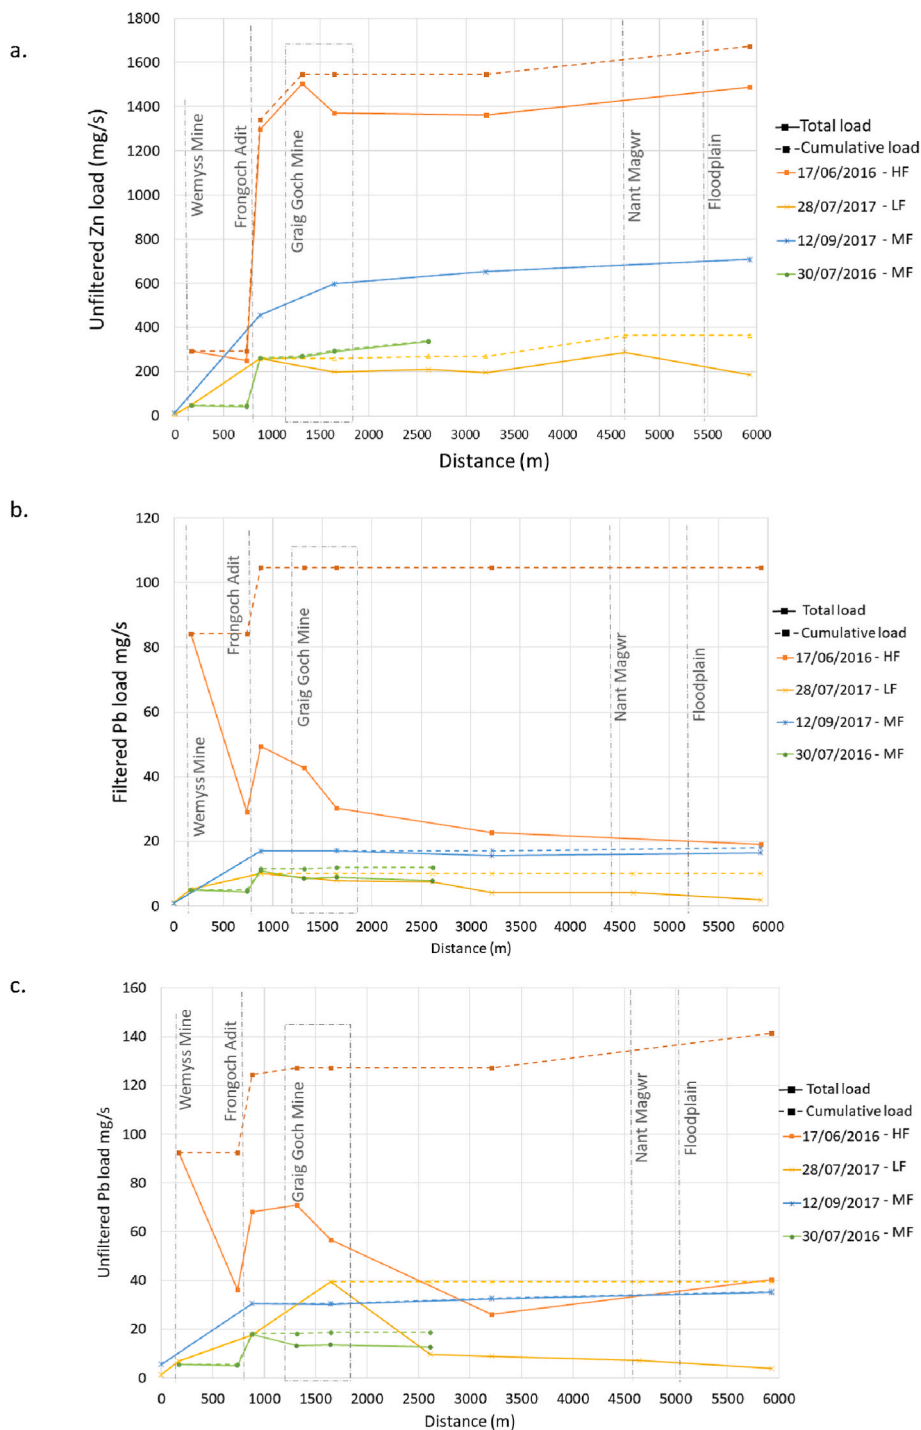 a.
1800
1600
1400
1200
1000
800
600
400
200
0
Unfiltered Zn load (mg/s)
Wemyss Mine
Frongoch Adit
Graig Goch Mine
Nant Magwr
Floodplain
0 500 1000 1500 2000 2500 3000 3500 4000 4500 5000 5500 6000
Distance (m)
Total load
Cumulative load
17/06/2016 - HF
28/07/2017 - LF
12/09/2017 - MF
30/07/2016 - MF
b.
120
100
80
60
40
20
0
Filtered Pb load mg/s
Wemyss Mine
Frongoch Adit
Graig Goch Mine
Nant Magwr
Floodplain
0 500 1000 1500 2000 2500 3000 3500 4000 4500 5000 5500 6000
Distance (m)
Total load
Cumulative load
17/06/2016 - HF
28/07/2017 - LF
12/09/2017 - MF
30/07/2016 - MF
c.
160
140
120
100
80
60
40
20
0
Unfiltered Pb load mg/s
Wemyss Mine
Frongoch Adit
Graig Goch Mine
Nant Magwr
Floodplain
0 500 1000 1500 2000 2500 3000 3500 4000 4500 5000 5500 6000
Distance (m)
Total load
Cumulative load
17/06/2016 - HF
28/07/2017 - LF
12/09/2017 - MF
30/07/2016 - MF